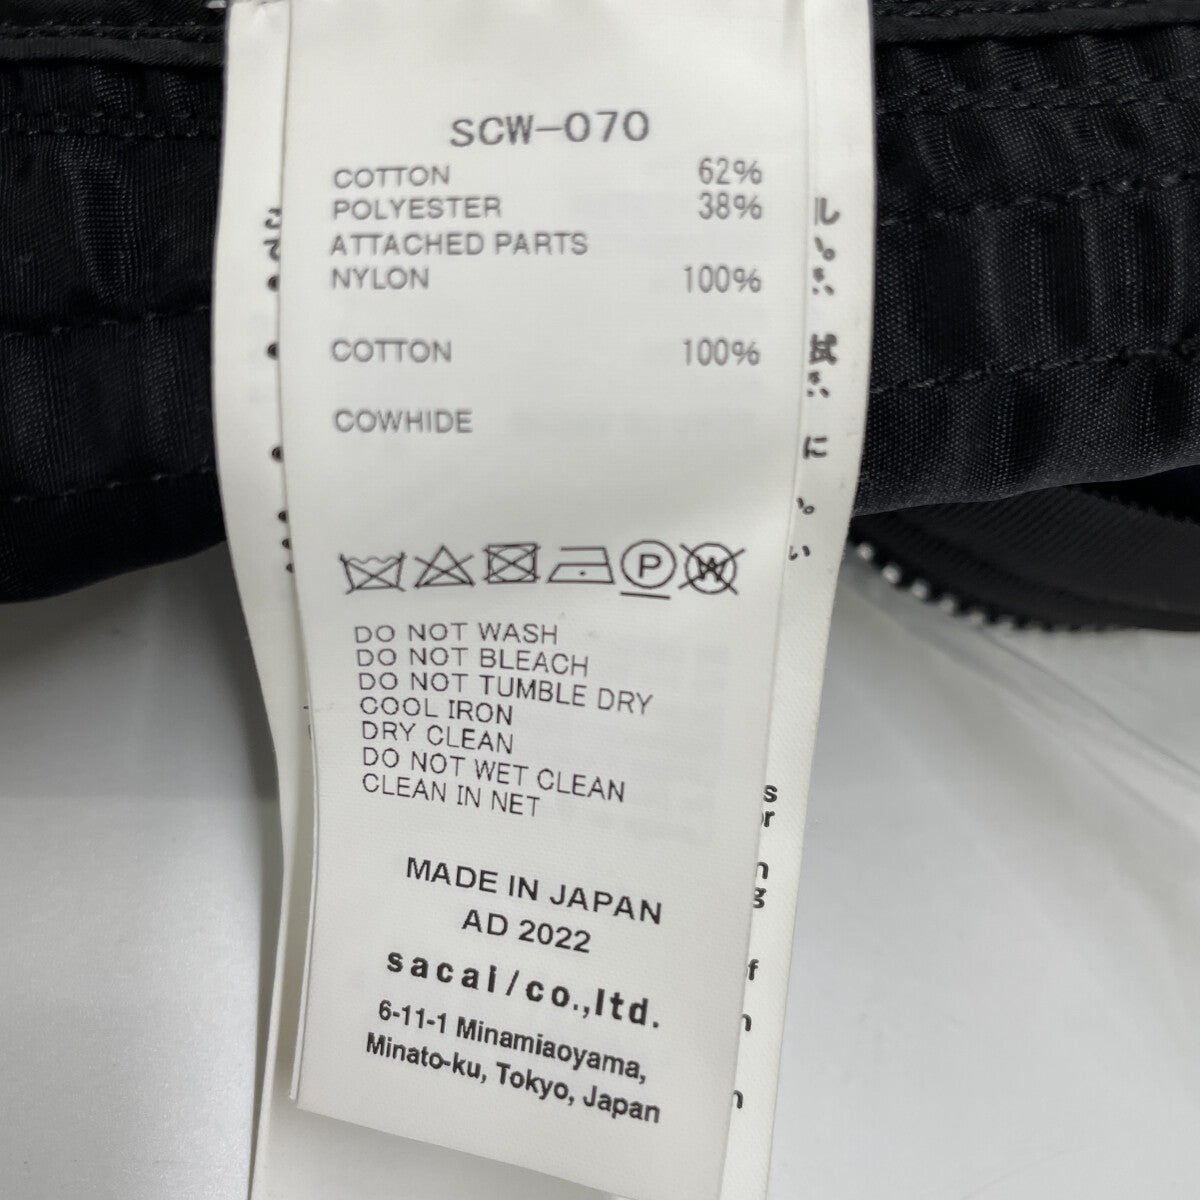 SCW-070
COTTON 62%
POLYESTER 38%
ATTACHED PARTS
NYLON 100%
COTTON 100%
COWHIDE
P W
DO NOT WASH
DO NOT BLEACH
DO NOT TUMBLE DRY
COOL IRON
DRY CLEAN
DO NOT WET CLEAN
CLEAN IN NET
MADE IN JAPAN
AD 2022
sacai/co.,ltd.
6-11-1 Minamiaoyama,
Minato-ku, Tokyo, Japan